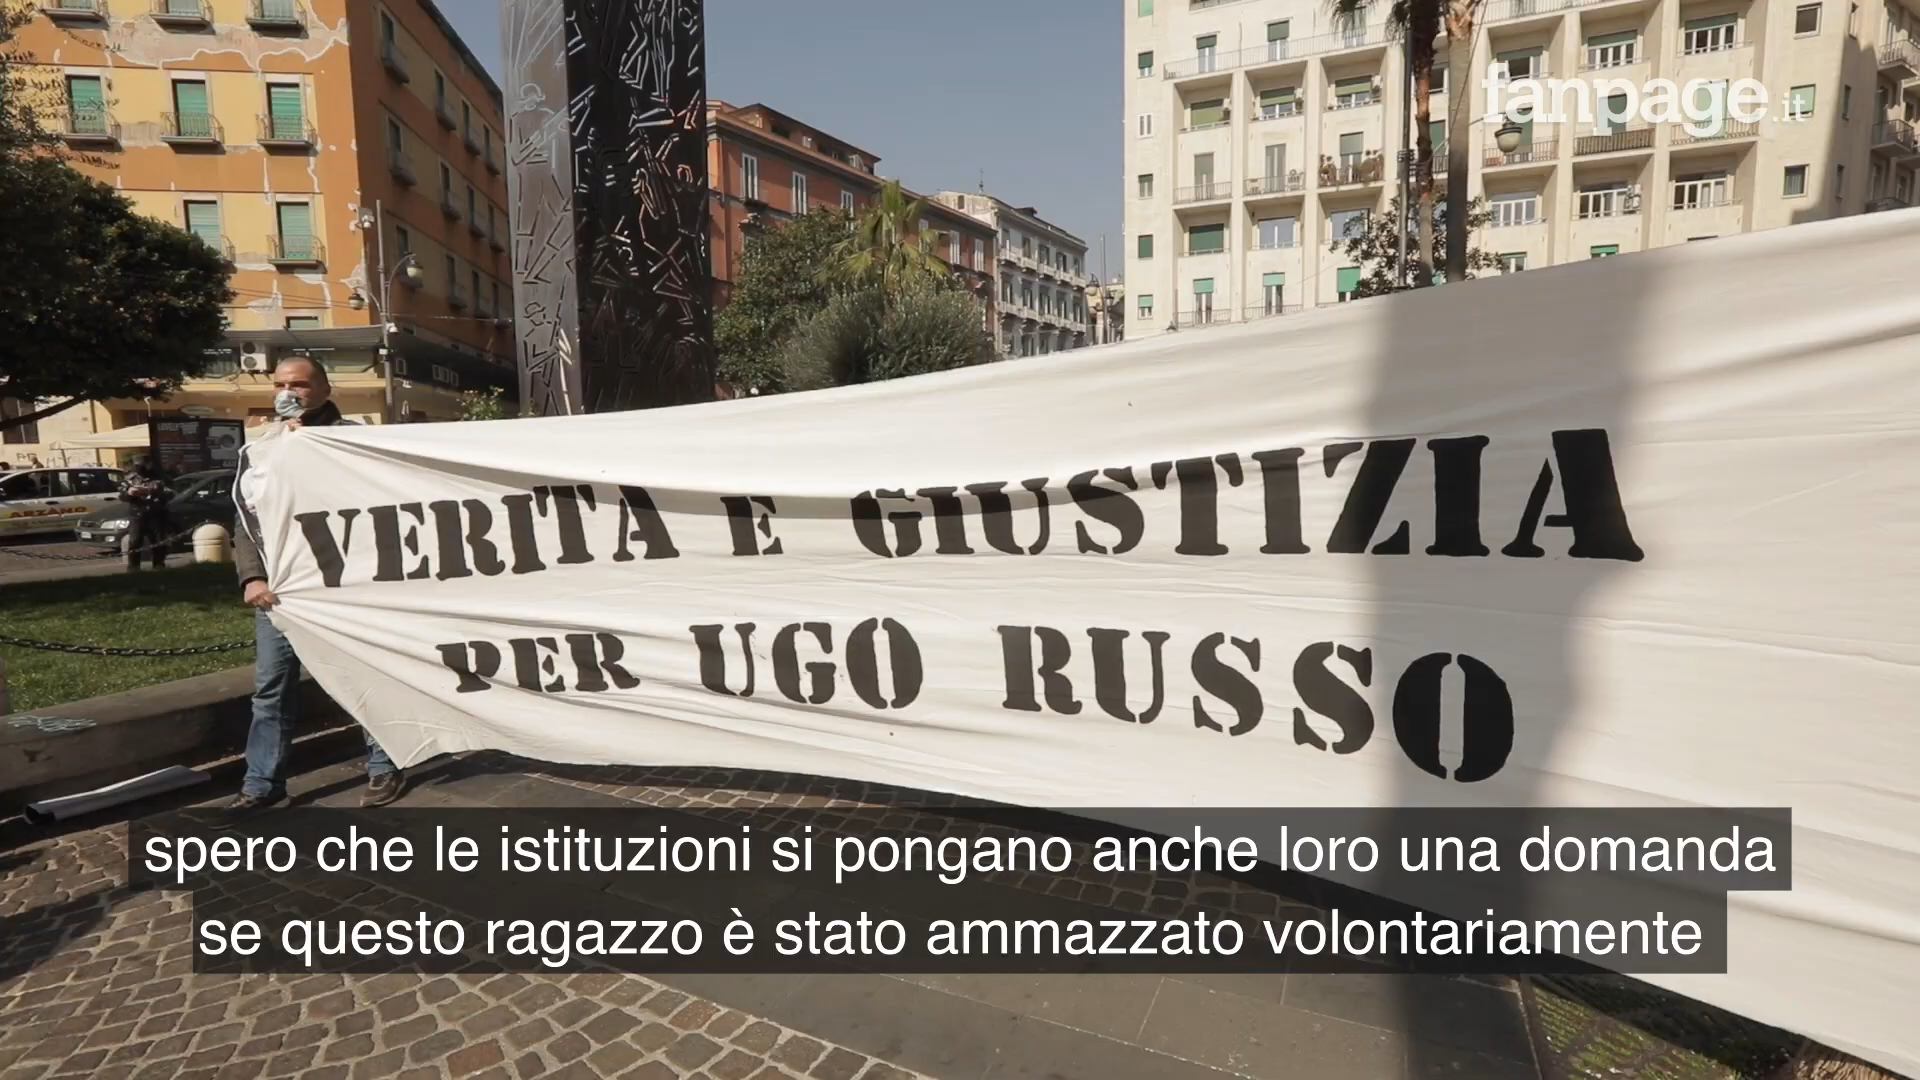 fanpage.it
VERITA E GIUSTIZIA
PER UGO RUSSO
ARZANO
spero che le istituzioni si pongano anche loro una domanda
se questo ragazzo è stato ammazzato volontariamente